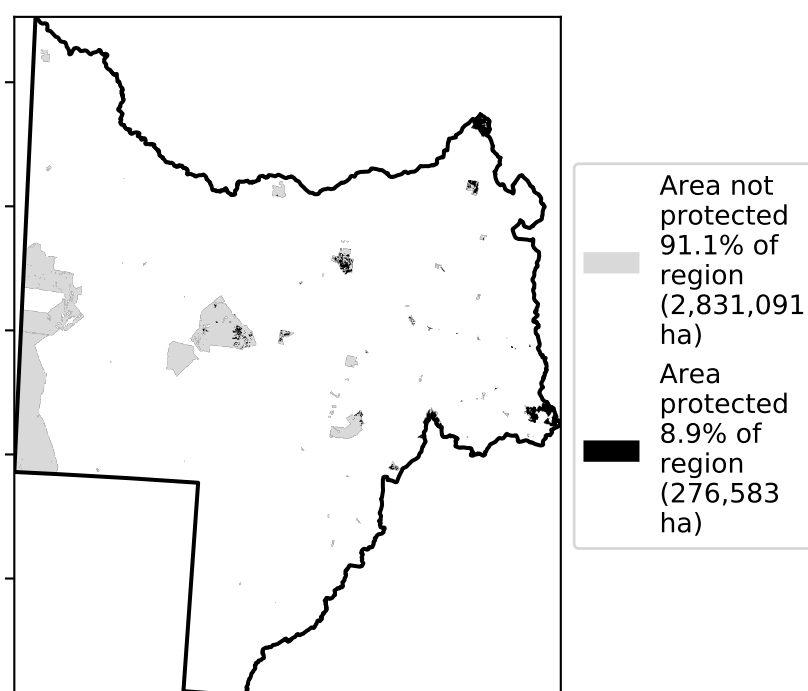 Area not
protected
91.1% of
region
(2,831,091
ha)
Area
protected
8.9% of
region
(276,583
ha)